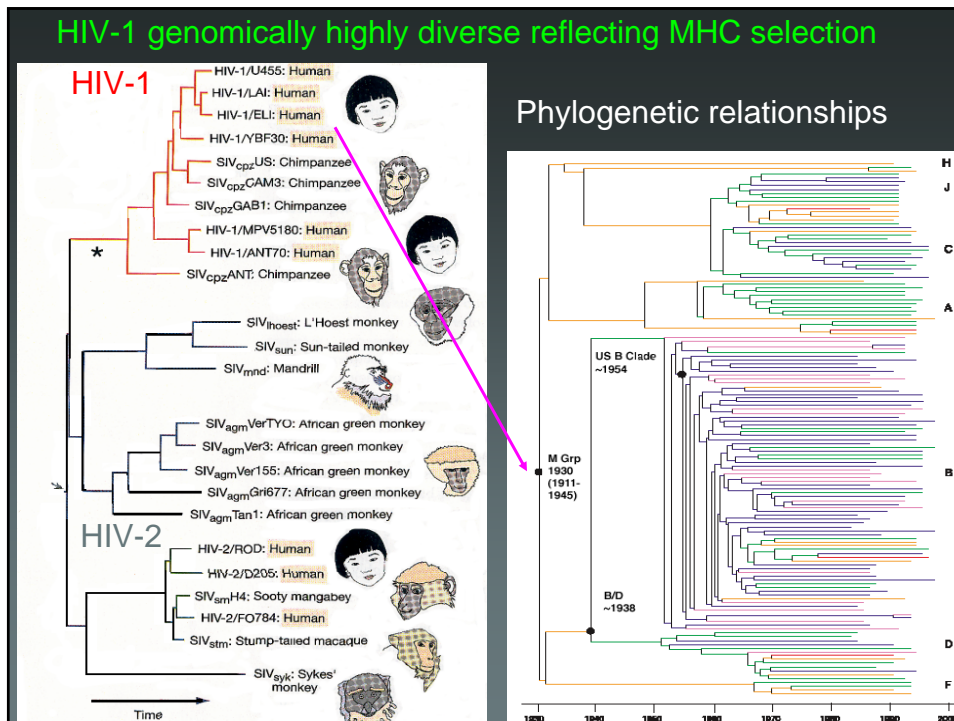 HIV-1 genomically highly diverse reflecting MHC selection
HIV-1
HIV-1/U455: Human
HIV-1/LAI: Human
HIV-1/ELI: Human
HIV-1/YBF30: Human
SIVcpzUS: Chimpanzee
SIVcpzCAM3: Chimpanzee
SIVcpzGAB1: Chimpanzee
HIV-1/MPV5180: Human
HIV-1/ANT70: Human
*
SIVcpzANT: Chimpanzee
SIVlhoest: L'Hoest monkey
SIVsun: Sun-tailed monkey
SIVmnd: Mandrill
SIVagmVerTYO: African green monkey
SIVagmVer3: African green monkey
SIVagmVer155: African green monkey
SIVagmGri677: African green monkey
SIVagmTan1: African green monkey
HIV-2
HIV-2/ROD: Human
HIV-2/D205: Human
SIVsmH4: Sooty mangabey
HIV-2/FO784: Human
SIVstm: Stump-tailed macaque
SIVsyk: Sykes'
monkey
Time
Phylogenetic relationships
H
J
C
A
US B Clade
~1954
M Grp
1930
(1911-
1945)
B
B/D
~1938
D
F
1930 1940 1950 1960 1970 1980 1990